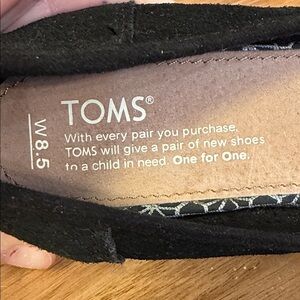 TOMS®
W8.5
With every pair you purchase,
TOMS will give a pair of new shoes
to a child in need. One for One.